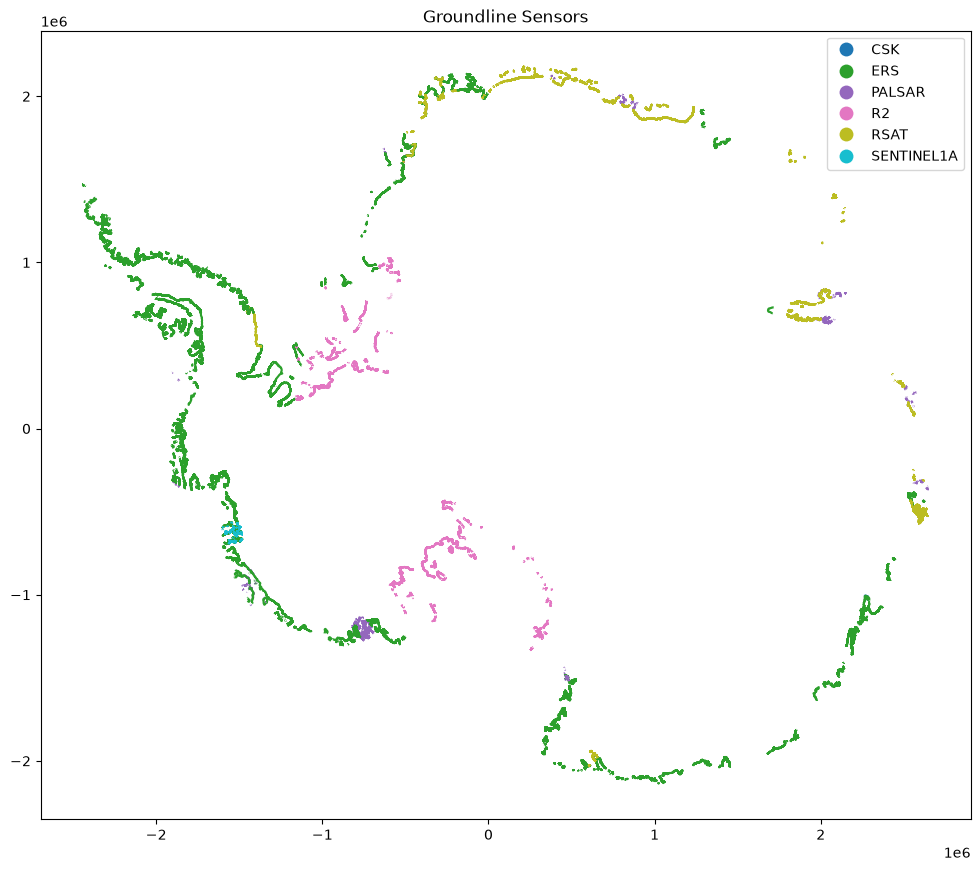 Groundline Sensors
1e6
CSK
ERS
PALSAR
R2
RSAT
SENTINEL1A
2
1
0
−1
−2
−2
−1
0
1
2
1e6